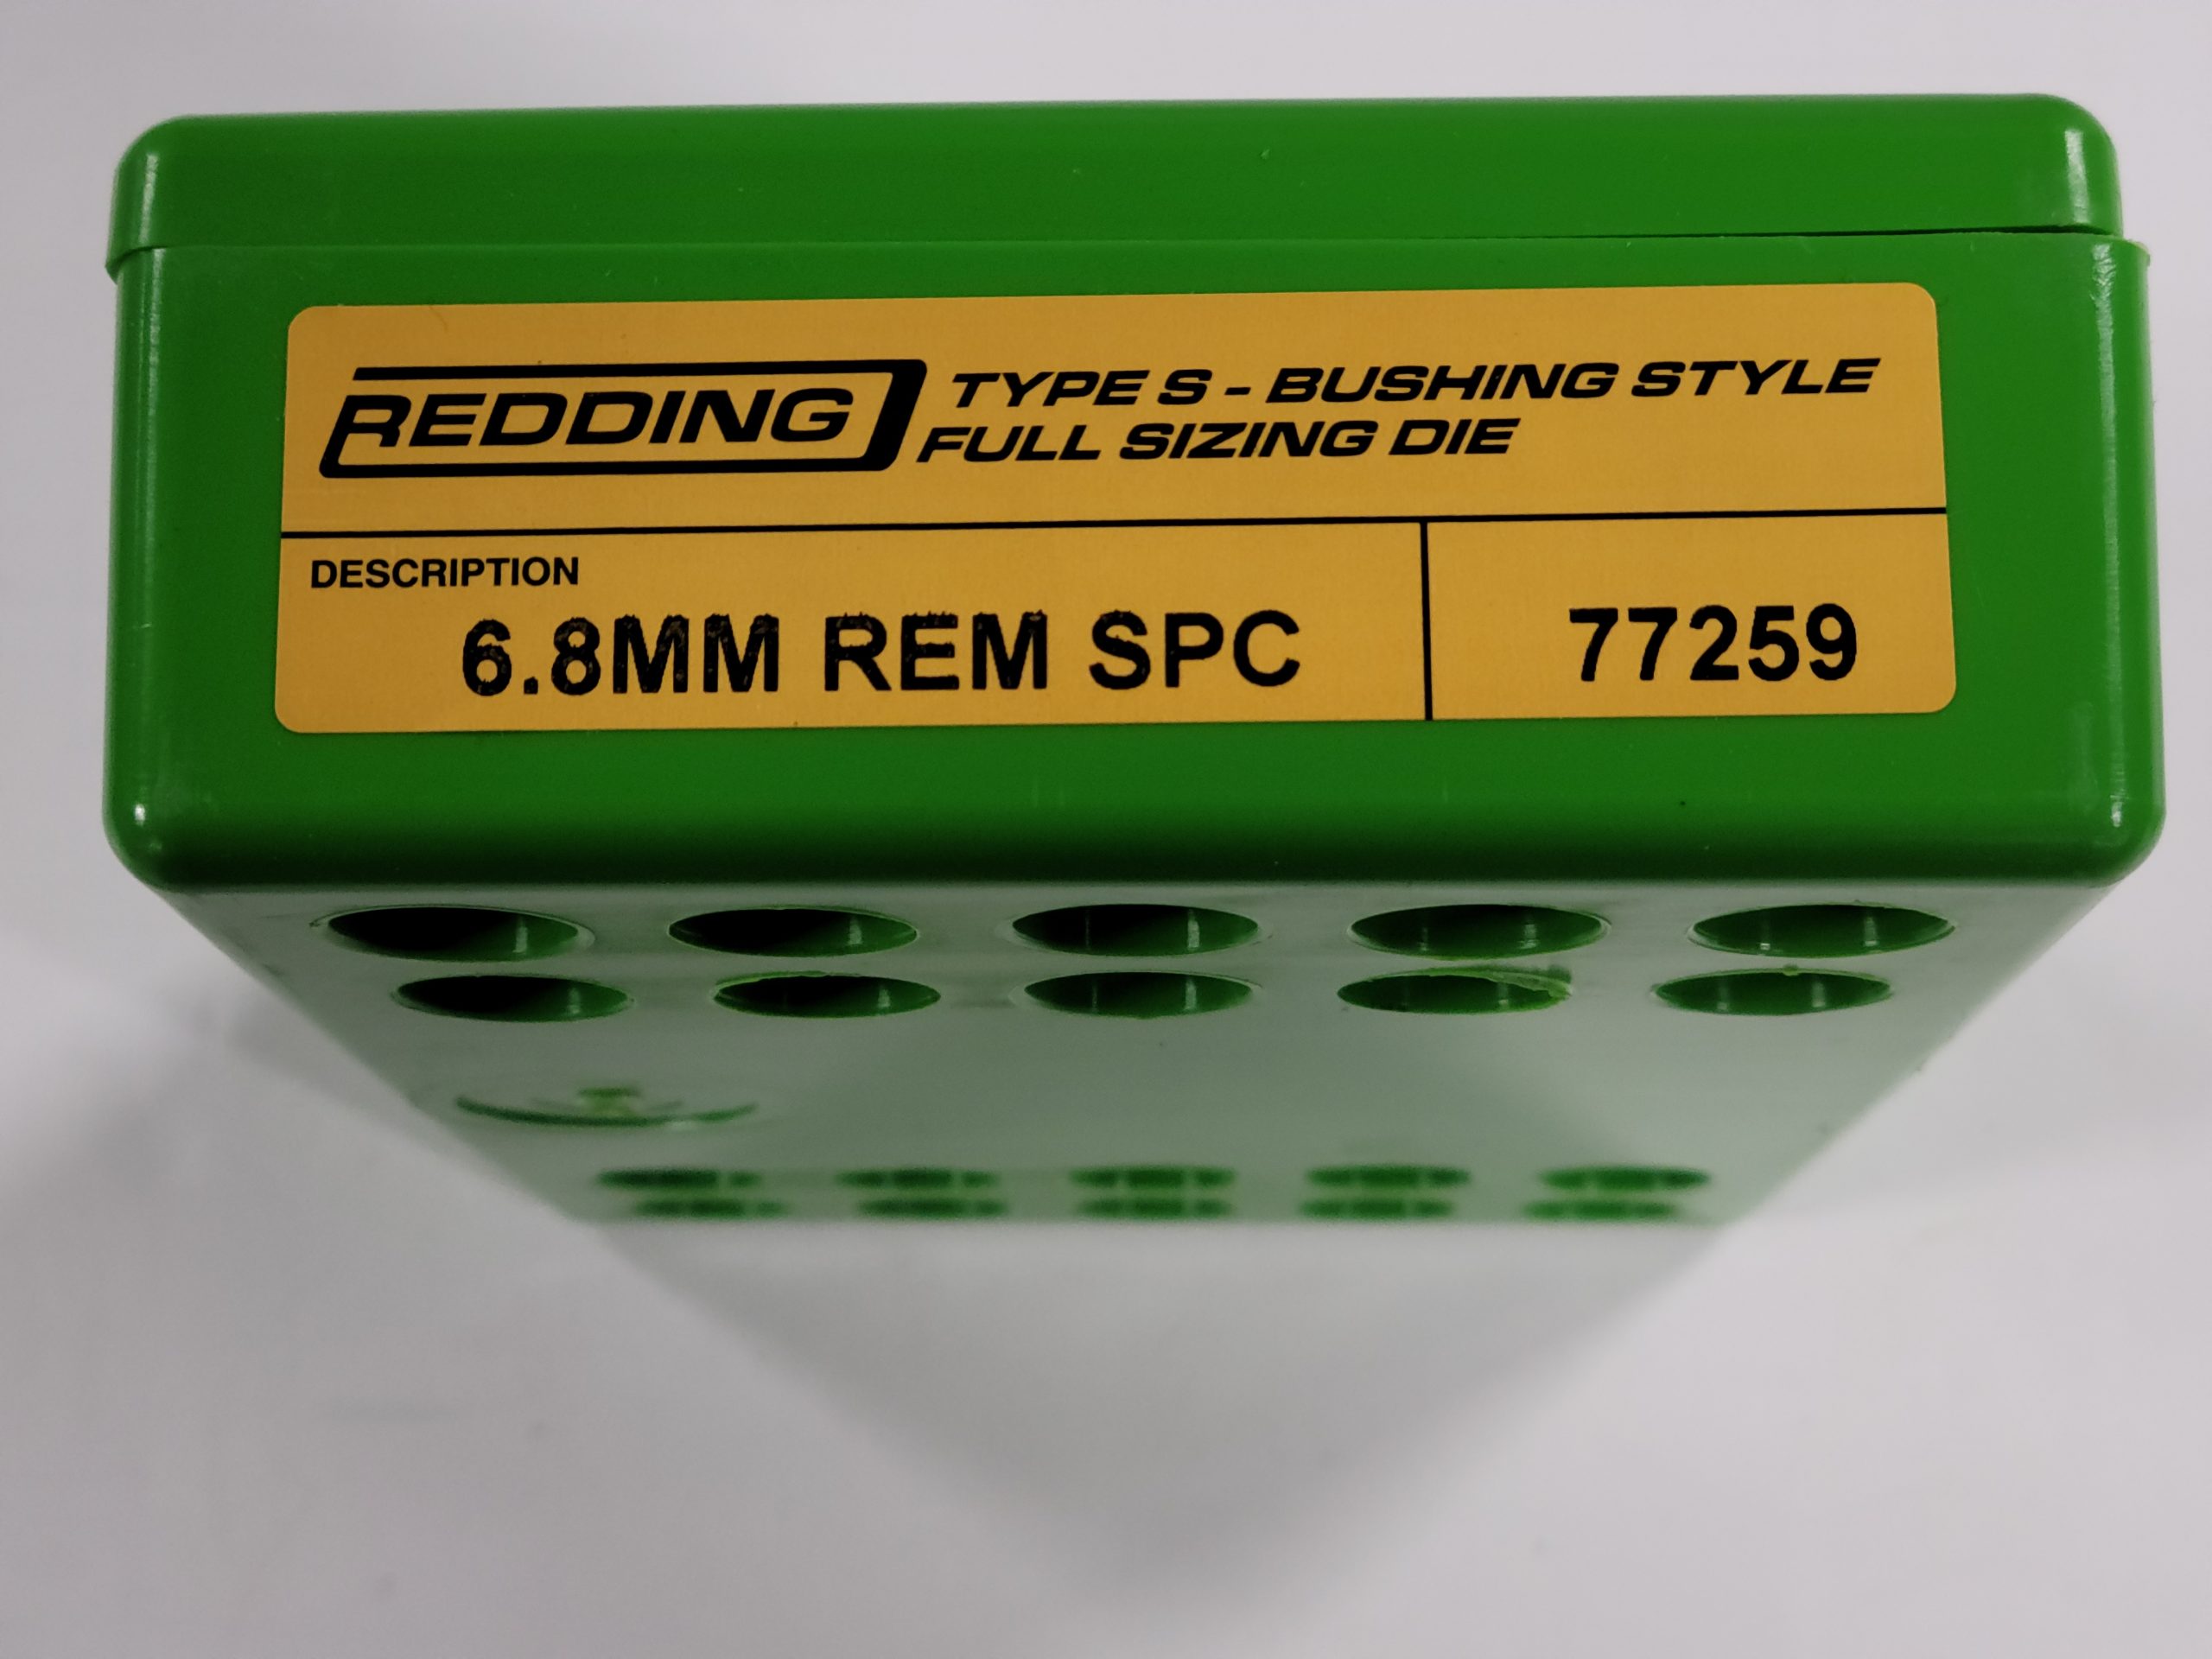 REDDING
TYPE S - BUSHING STYLE
FULL SIZING DIE
DESCRIPTION
6.8MM REM SPC
77259